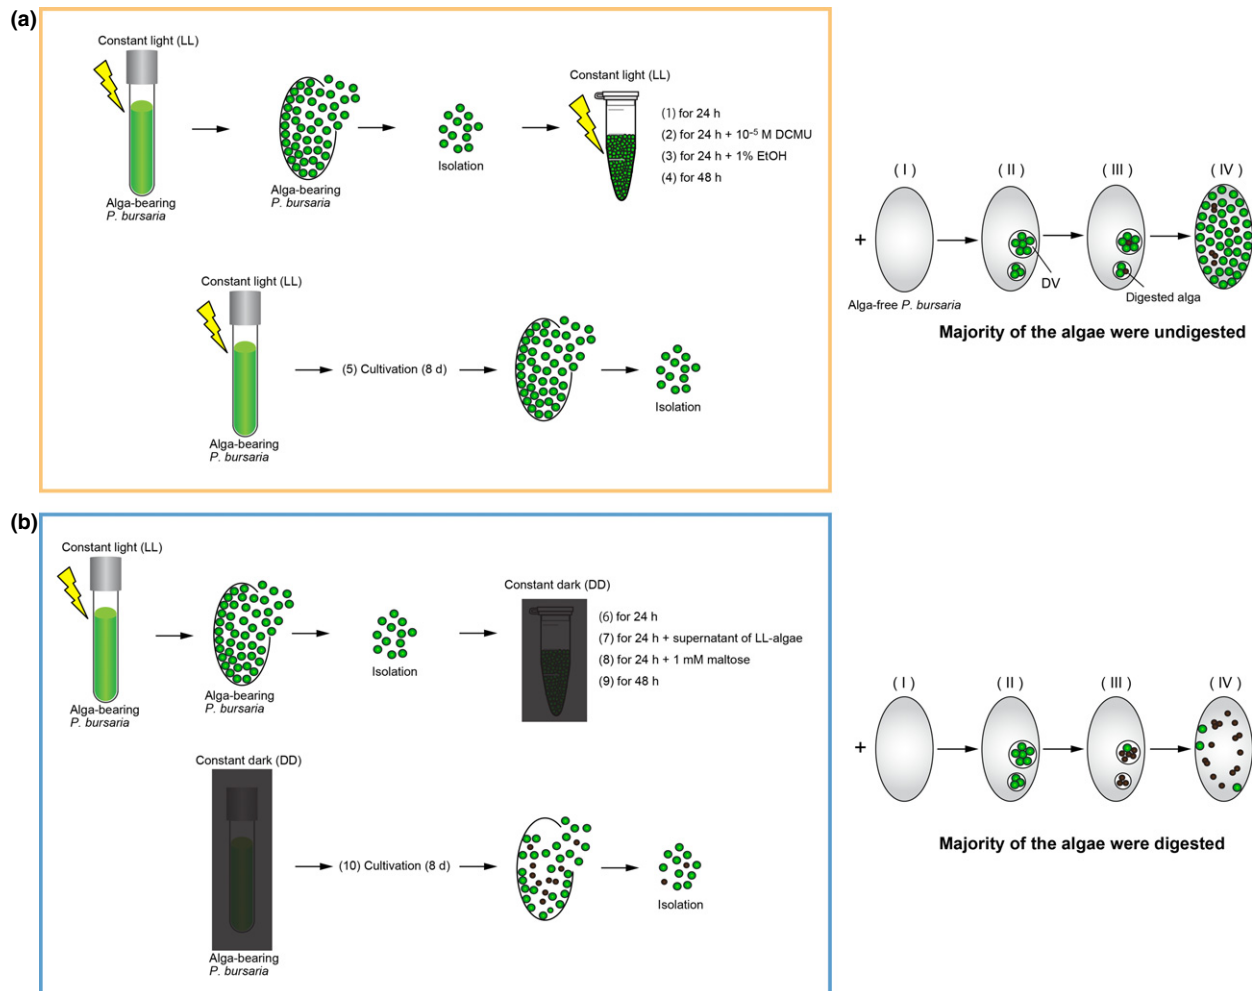 (a)
Constant light (LL)
Alga-bearing
P. bursaria
Alga-bearing
P. bursaria
Isolation
Constant light (LL)
(1) for 24 h
(2) for 24 h + 10⁻⁵ M DCMU
(3) for 24 h + 1% EtOH
(4) for 48 h
Constant light (LL)
Alga-bearing
P. bursaria
(5) Cultivation (8 d)
Isolation
( I )
( II )
( III )
( IV )
+
DV
Digested alga
Alga-free P. bursaria
Majority of the algae were undigested
(b)
Constant light (LL)
Alga-bearing
P. bursaria
Alga-bearing
P. bursaria
Isolation
Constant dark (DD)
(6) for 24 h
(7) for 24 h + supernatant of LL-algae
(8) for 24 h + 1 mM maltose
(9) for 48 h
Constant dark (DD)
Alga-bearing
P. bursaria
(10) Cultivation (8 d)
Isolation
( I )
( II )
( III )
( IV )
+
Majority of the algae were digested